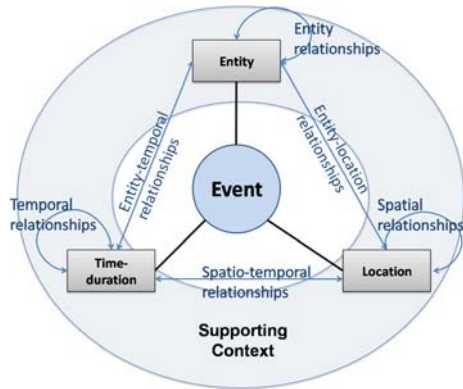 Entity
relationships
Entity
Entity-temporal
relationships
Entity-location
relationships
Event
Temporal
relationships
Spatial
relationships
Time-
duration
Spatio-temporal
relationships
Location
Supporting
Context